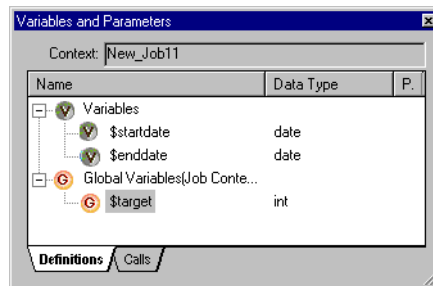 Variables and Parameters
Context: New_Job11
Name Data Type P.
V Variables
V $startdate date
V $enddate date
G Global Variables(Job Conte...
G $target int
Definitions Calls